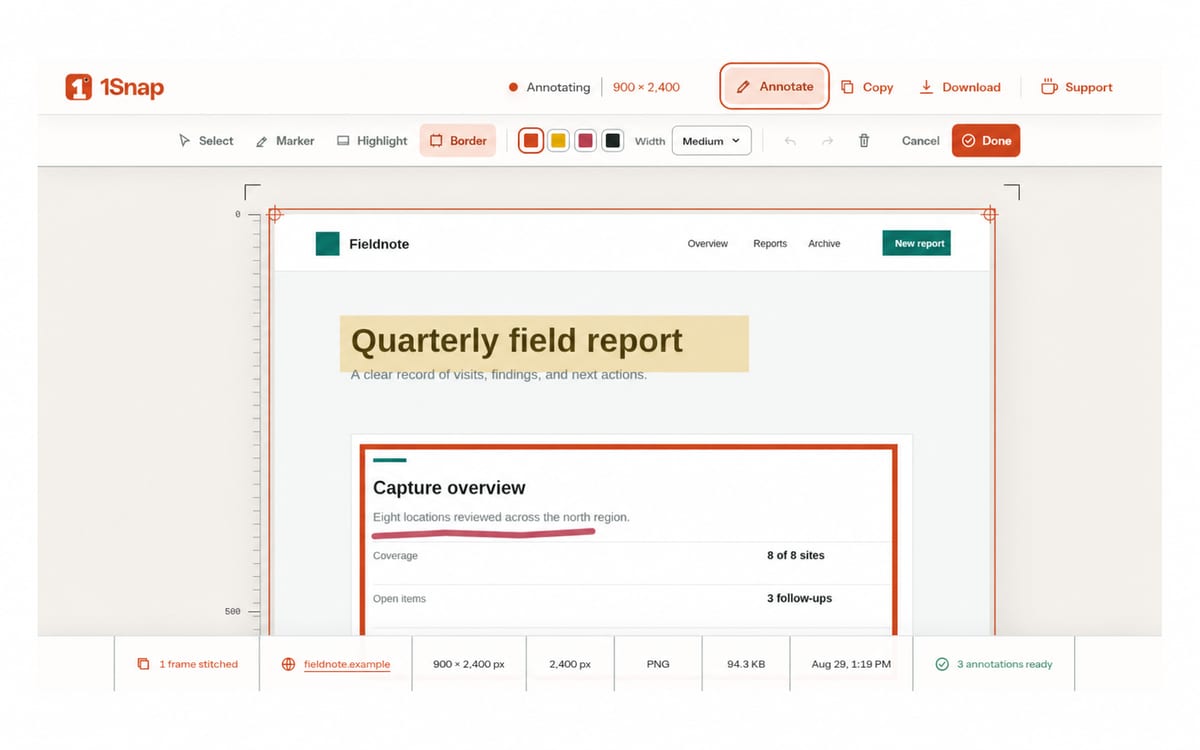 1Snap
Annotating 900 × 2,400 Annotate Copy Download Support
Select Marker Highlight Border Width Medium Cancel Done
0
Fieldnote Overview Reports Archive New report
Quarterly field report
A clear record of visits, findings, and next actions.
Capture overview
Eight locations reviewed across the north region.
Coverage 8 of 8 sites
Open items 3 follow-ups
500
1 frame stitched fieldnote.example 900 × 2,400 px 2,400 px PNG 94.3 KB Aug 29, 1:19 PM 3 annotations ready